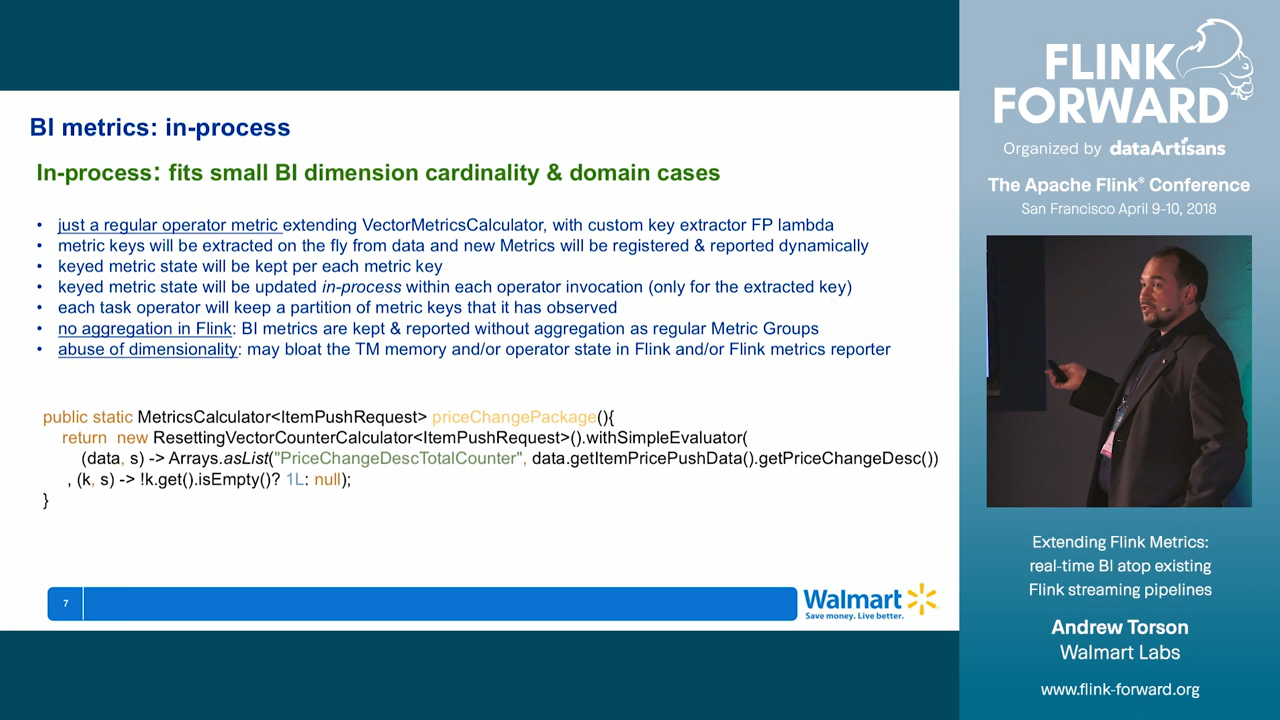 BI metrics: in-process
In-process: fits small BI dimension cardinality & domain cases
• just a regular operator metric extending VectorMetricsCalculator, with custom key extractor FP lambda
• metric keys will be extracted on the fly from data and new Metrics will be registered & reported dynamically
• keyed metric state will be kept per each metric key
• keyed metric state will be updated in-process within each operator invocation (only for the extracted key)
• each task operator will keep a partition of metric keys that it has observed
• no aggregation in Flink: BI metrics are kept & reported without aggregation as regular Metric Groups
• abuse of dimensionality: may bloat the TM memory and/or operator state in Flink and/or Flink metrics reporter
public static MetricsCalculator<ItemPushRequest> priceChangePackage(){
return new ResettingVectorCounterCalculator<ItemPushRequest>().withSimpleEvaluator(
(data, s) -> Arrays.asList("PriceChangeDescTotalCounter", data.getItemPricePushData().getPriceChangeDesc())
, (k, s) -> !k.get().isEmpty()? 1L: null);
}
7
Walmart
Save money. Live better.
FLINK
FORWARD
Organized by dataArtisans
The Apache Flink® Conference
San Francisco April 9-10, 2018
Extending Flink Metrics:
real-time BI atop existing
Flink streaming pipelines
Andrew Torson
Walmart Labs
www.flink-forward.org